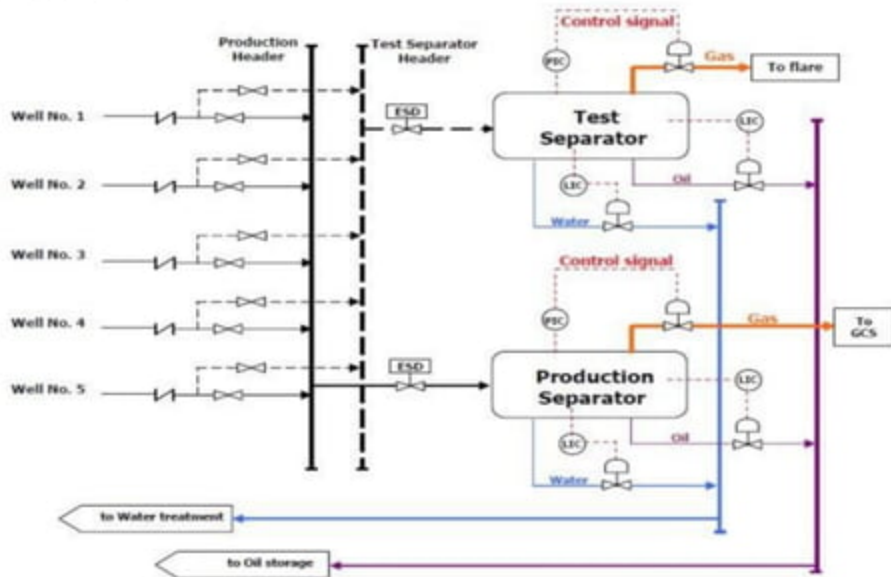 Control signal
Production
Header
Test Separator
Header
PIC
Gas
To flare
Well No. 1
ESD
Test
Separator
LIC
Well No. 2
LIC
Oil
Water
Well No. 3
Control signal
Well No. 4
PIC
Gas
To
GCS
ESD
Production
Separator
LIC
Well No. 5
LIC
Oil
Water
to Water treatment
to Oil storage